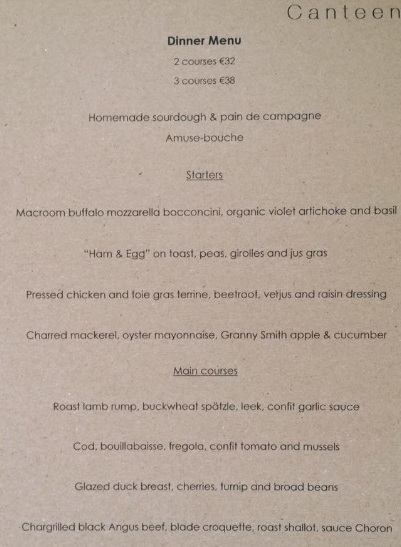 Canteen
Dinner Menu
2 courses €32
3 courses €38
Homemade sourdough & pain de campagne
Amuse-bouche
Starters
Macroom buffalo mozzarella bocconcini, organic violet artichoke and basil
"Ham & Egg" on toast, peas, girolles and jus gras
Pressed chicken and foie gras terrine, beetroot, verjus and raisin dressing
Charred mackerel, oyster mayonnaise, Granny Smith apple & cucumber
Main courses
Roast lamb rump, buckwheat spätzle, leek, confit garlic sauce
Cod, bouillabaisse, fregola, confit tomato and mussels
Glazed duck breast, cherries, turnip and broad beans
Chargrilled black Angus beef, blade croquette, roast shallot, sauce Choron